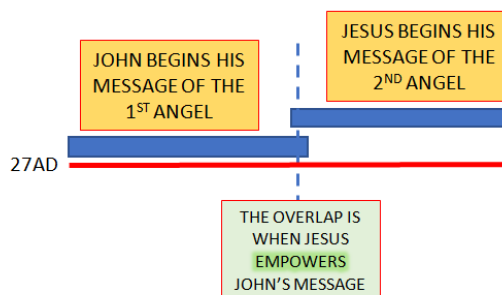 JOHN BEGINS HIS
MESSAGE OF THE
1ST ANGEL
JESUS BEGINS HIS
MESSAGE OF THE
2ND ANGEL
27AD
THE OVERLAP IS
WHEN JESUS
EMPOWERS
JOHN'S MESSAGE